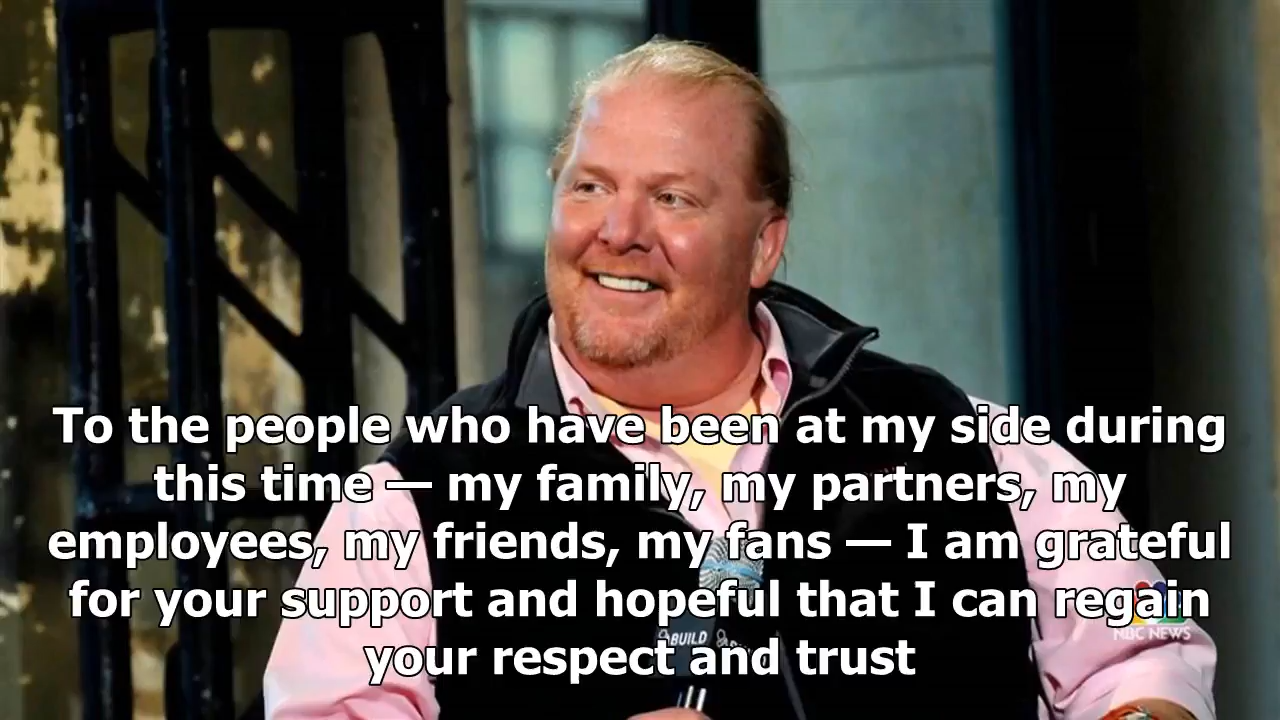 To the people who have been at my side during
this time — my family, my partners, my
employees, my friends, my fans — I am grateful
for your support and hopeful that I can regain
your respect and trust
BUILD
NBC NEWS